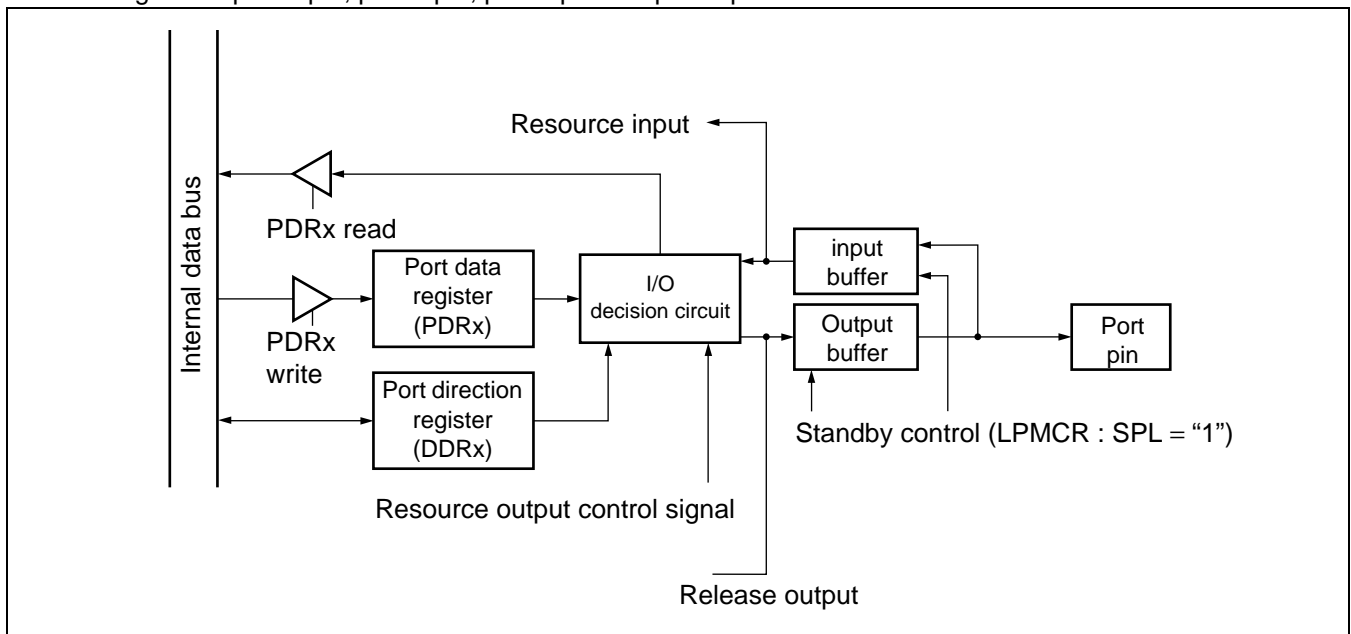 Resource input
Internal data bus
PDRx read
Port data
register
(PDRx)
I/O
decision circuit
input
buffer
PDRx
write
Output
buffer
Port
pin
Port direction
register
(DDRx)
Standby control (LPMCR : SPL = “1”)
Resource output control signal
Release output